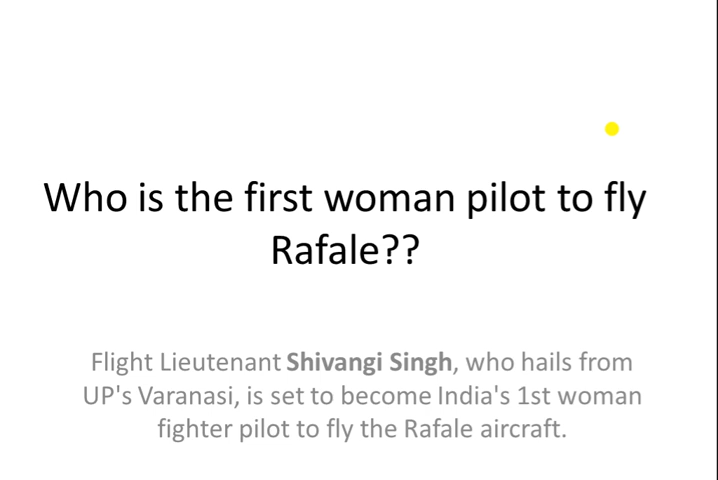 Who is the first woman pilot to fly
Rafale??
Flight Lieutenant Shivangi Singh, who hails from
UP's Varanasi, is set to become India's 1st woman
fighter pilot to fly the Rafale aircraft.